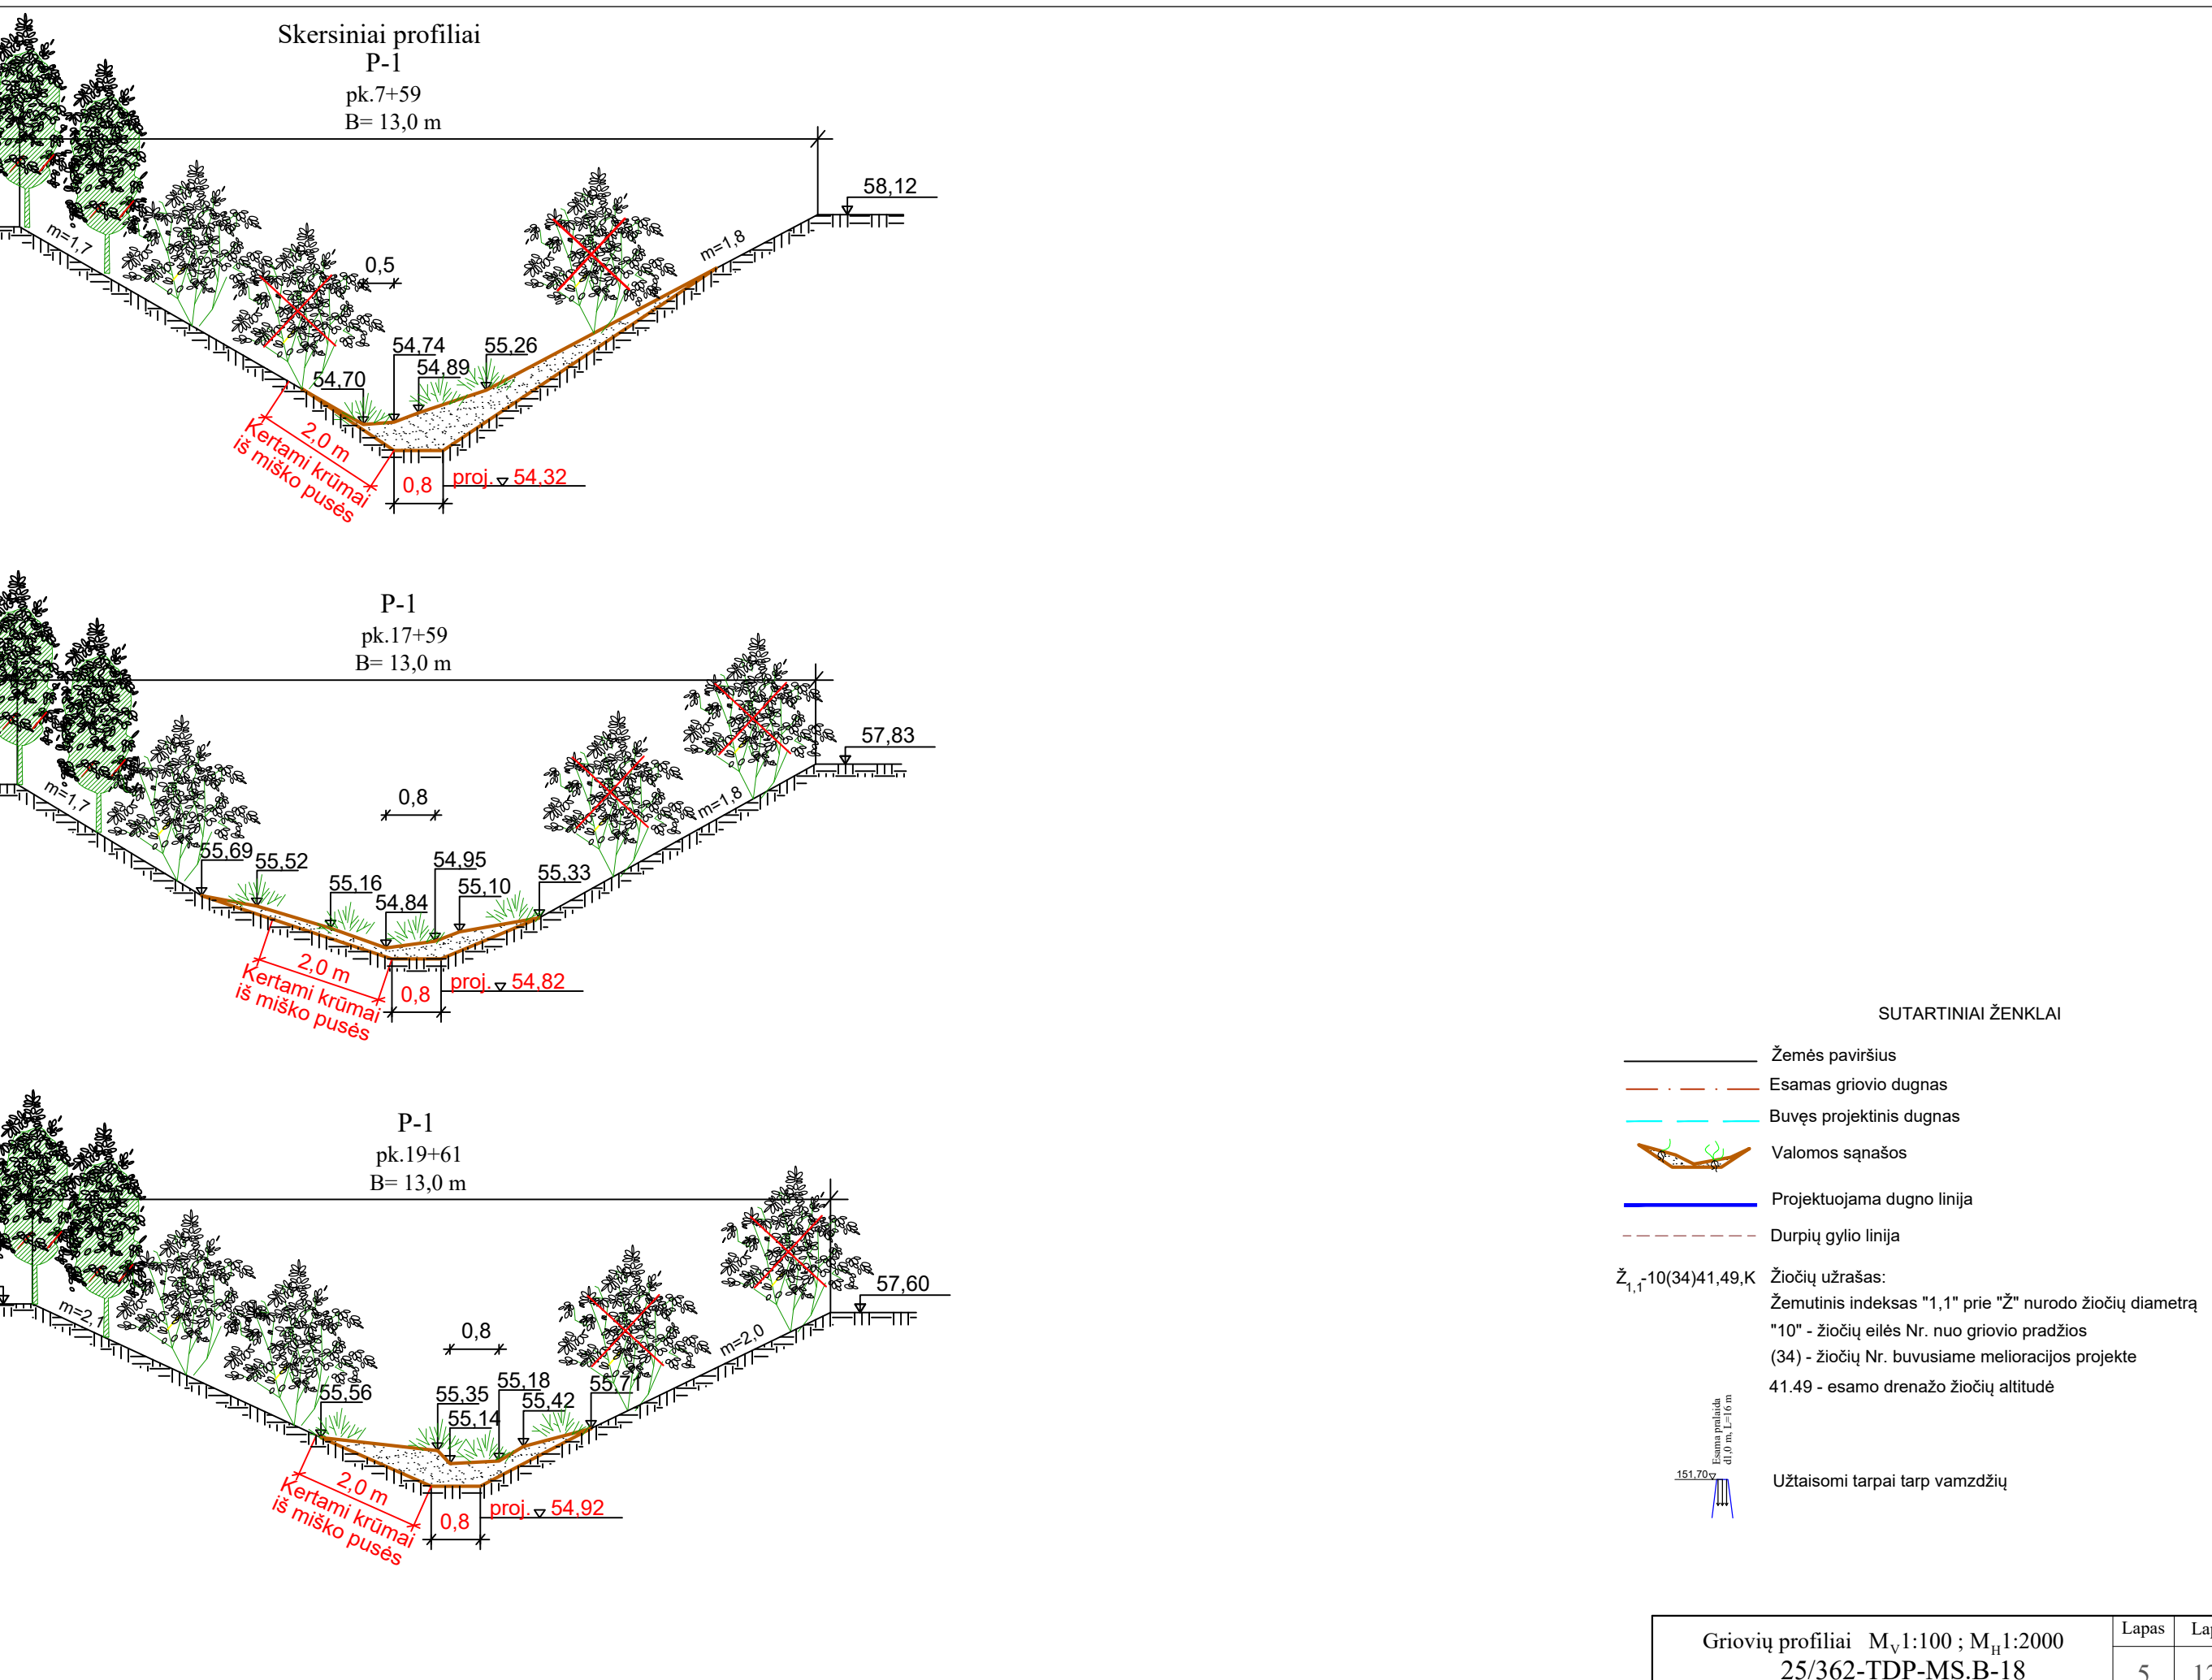 Skersiniai profiliai
P-1
pk.7+59
B= 13,0 m
58,12
m=1,7
m=1,8
0,5
54,74
55,26
54,89
54,70
2,0 m
Kertami krūmai
iš miško pusės
0,8
proj. 54,32
P-1
pk.17+59
B= 13,0 m
57,83
m=1,7
m=1,8
0,8
55,69
55,52
54,95
55,33
55,16
55,10
54,84
2,0 m
Kertami krūmai
iš miško pusės
0,8
proj. 54,82
P-1
pk.19+61
B= 13,0 m
57,60
m=2,1
m=2,0
0,8
55,18
55,71
55,56
55,35
55,42
55,14
2,0 m
Kertami krūmai
iš miško pusės
0,8
proj. 54,92
SUTARTINIAI ŽENKLAI
Žemės paviršius
Esamas griovio dugnas
Buvęs projektinis dugnas
Valomos sąnašos
Projektuojama dugno linija
Durpių gylio linija
Ž1,1-10(34)41,49,K Žiočių užrašas:
Žemutinis indeksas "1,1" prie "Ž" nurodo žiočių diametrą
"10" - žiočių eilės Nr. nuo griovio pradžios
(34) - žiočių Nr. buvusiame melioracijos projekte
41.49 - esamo drenažo žiočių altitudė
Esama pralaida
d1,0 m, L=16 m
151,70
Užtaisomi tarpai tarp vamzdžių
Griovių profiliai MV1:100 ; MH1:2000
25/362-TDP-MS.B-18
Lapas
5